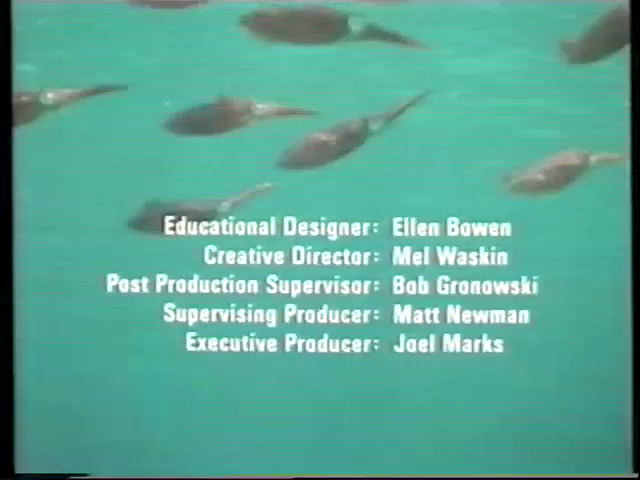 Educational Designer: Ellen Bowen
Creative Director: Mel Waskin
Post Production Supervisor: Bob Gronowski
Supervising Producer: Matt Newman
Executive Producer: Joel Marks